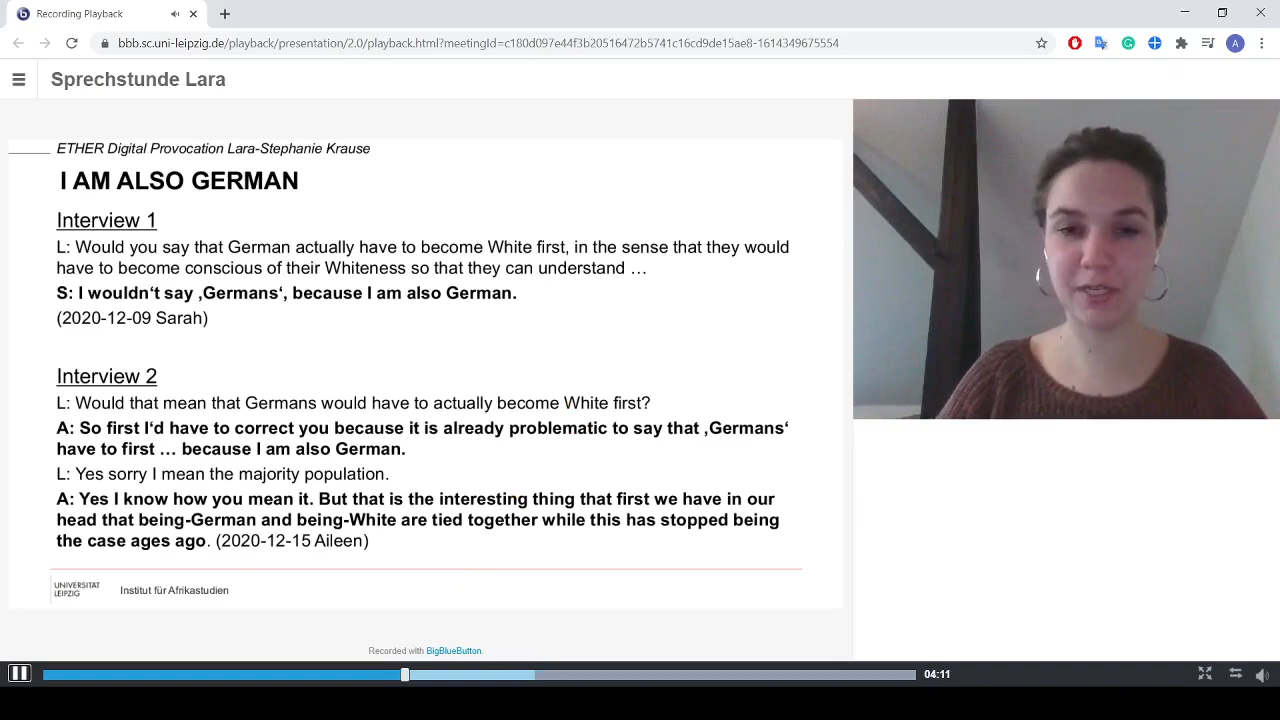 Recording Playback
bbb.sc.uni-leipzig.de/playback/presentation/2.0/playback.html?meetingId=c180d097e44f3b20516472b5741c16cd9de15ae8-1614349675554
A
Sprechstunde Lara
ETHER Digital Provocation Lara-Stephanie Krause
I AM ALSO GERMAN
Interview 1
L: Would you say that German actually have to become White first, in the sense that they would
have to become conscious of their Whiteness so that they can understand …
S: I wouldn‘t say ‚Germans‘, because I am also German.
(2020-12-09 Sarah)
Interview 2
L: Would that mean that Germans would have to actually become White first?
A: So first I‘d have to correct you because it is already problematic to say that ‚Germans‘
have to first … because I am also German.
L: Yes sorry I mean the majority population.
A: Yes I know how you mean it. But that is the interesting thing that first we have in our
head that being-German and being-White are tied together while this has stopped being
the case ages ago. (2020-12-15 Aileen)
UNIVERSITÄT
LEIPZIG
Institut für Afrikastudien
Recorded with BigBlueButton.
04:11